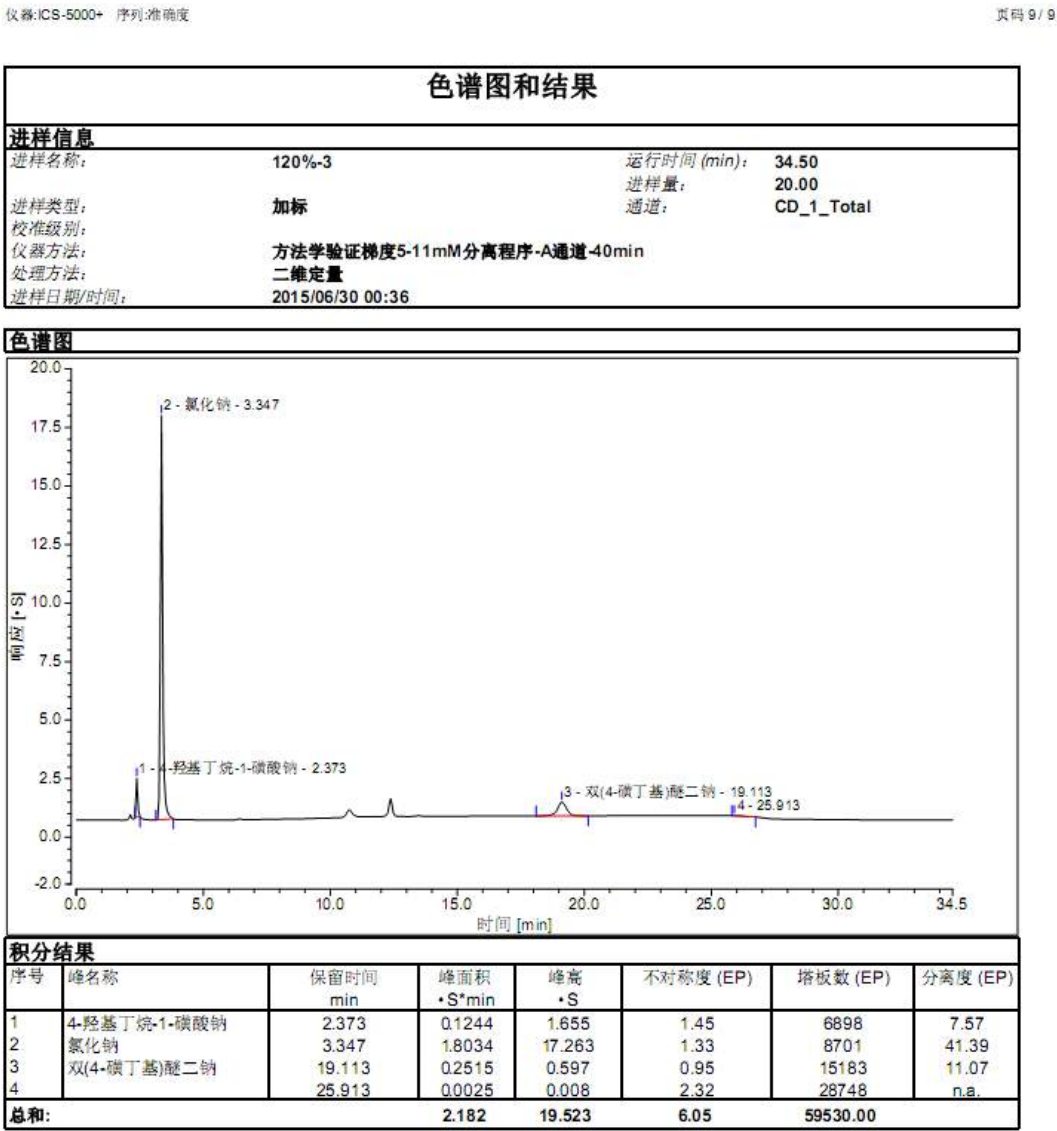 仪器:ICS-5000+ 序列:准确度 页码 9 / 9
色谱图和结果
进样信息
进样名称: 120%-3 运行时间 (min): 34.50
进样量: 20.00
进样类型: 加标 通道: CD_1_Total
校准级别:
仪器方法: 方法学验证梯度5-11mM分离程序-A通道-40min
处理方法: 二维定量
进样日期/时间: 2015/06/30 00:36
色谱图
20.0
2 - 氯化钠 - 3.347
17.5
15.0
12.5
10.0
响应 [•S]
7.5
5.0
1 - 4-羟基丁烷-1-磺酸钠 - 2.373
2.5
3 - 双(4-磺丁基)醚二钠 - 19.113
4 - 25.913
0.0
-2.0
0.0 5.0 10.0 15.0 20.0 25.0 30.0 34.5
时间 [min]
积分结果
序号 峰名称 保留时间 峰面积 峰高 不对称度 (EP) 塔板数 (EP) 分离度 (EP)
min •S*min •S
1 4-羟基丁烷-1-磺酸钠 2.373 0.1244 1.655 1.45 6898 7.57
2 氯化钠 3.347 1.8034 17.263 1.33 8701 41.39
3 双(4-磺丁基)醚二钠 19.113 0.2515 0.597 0.95 15183 11.07
4 25.913 0.0025 0.008 2.32 28748 n.a.
总和: 2.182 19.523 6.05 59530.00